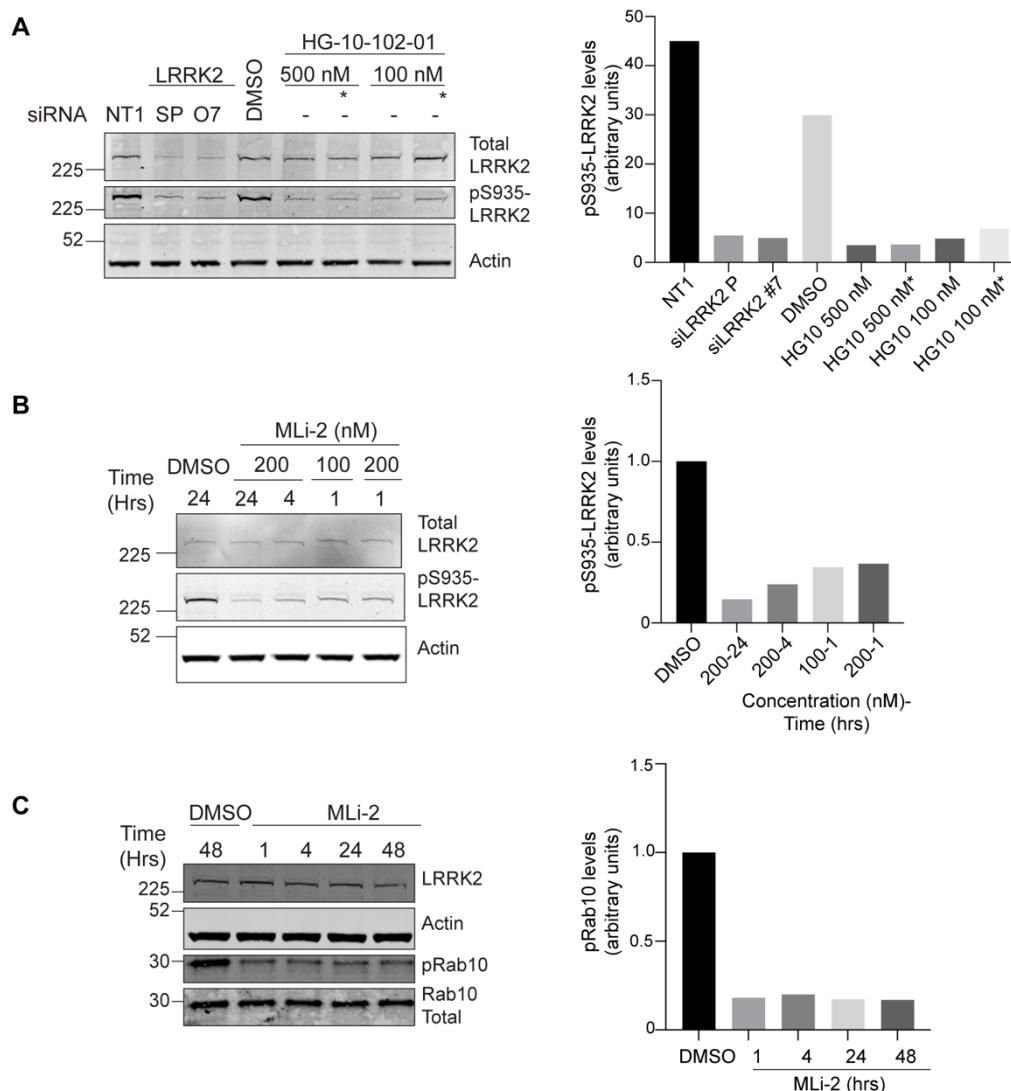 A
HG-10-102-01
LRRK2
DMSO
500 nM
100 nM
*
*
siRNA NT1 SP O7 - - - -
Total
LRRK2
225
pS935-
LRRK2
225
52
Actin
pS935-LRRK2 levels
(arbitrary units)
50
40
30
20
10
0
NT1
siLRRK2 P
siLRRK2 #7
DMSO
HG10 500 nM
HG10 500 nM*
HG10 100 nM
HG10 100 nM*
B
MLi-2 (nM)
Time
(Hrs)
DMSO 200 100 200
24 24 4 1 1
Total
LRRK2
225
pS935-
LRRK2
225
52
Actin
pS935-LRRK2 levels
(arbitrary units)
1.5
1.0
0.5
0
DMSO
200-24
200-4
100-1
200-1
Concentration (nM)-
Time (hrs)
C
DMSO MLi-2
Time
(Hrs)
48 1 4 24 48
LRRK2
225
52
Actin
30
pRab10
30
Rab10
Total
pRab10 levels
(arbitrary units)
1.5
1.0
0.5
0
DMSO 1 4 24 48
MLi-2 (hrs)